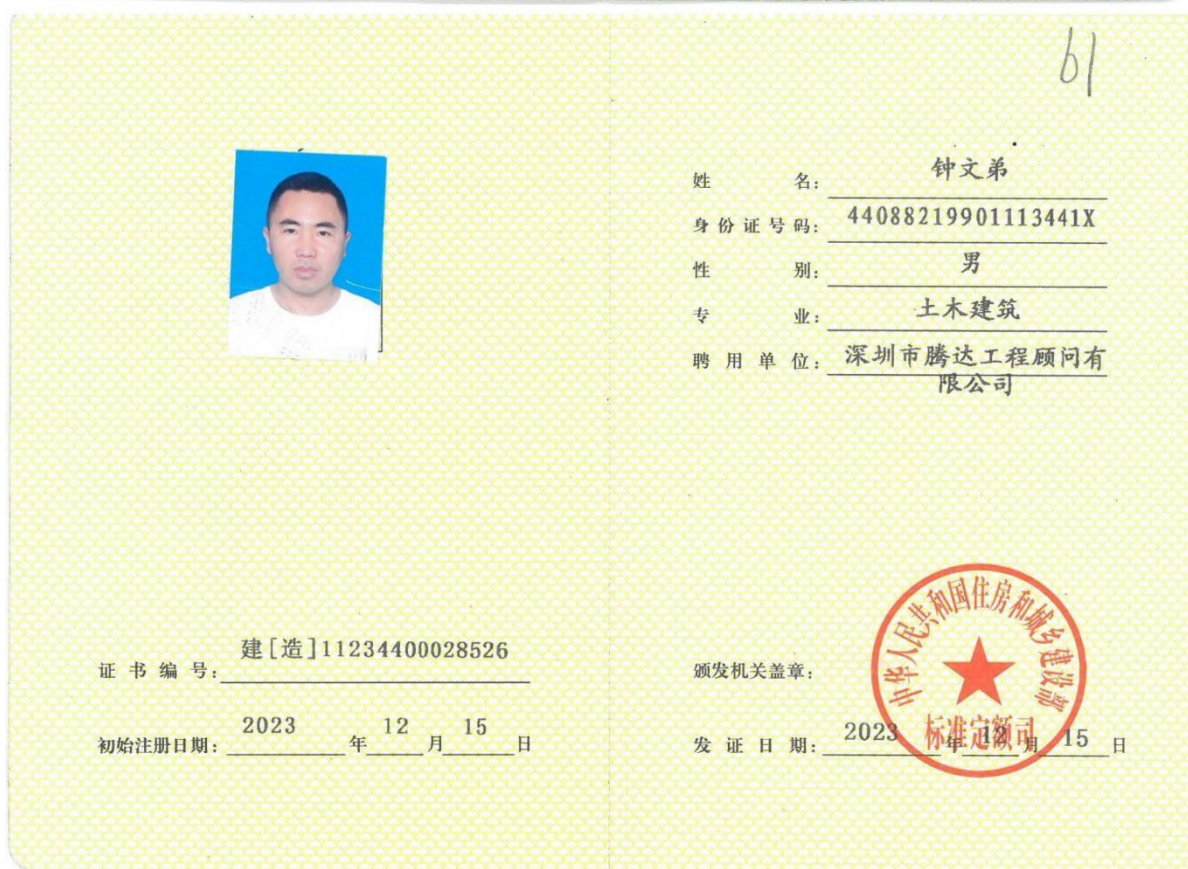 61
姓 名: 钟文弟
身份证号码: 44088219901113441X
性 别: 男
专 业: 土木建筑
聘用单位: 深圳市腾达工程顾问有
限公司
证书编号: 建[造]11234400028526
初始注册日期: 2023 年 12 月 15 日
颁发机关盖章:
中华人民共和国住房和城乡建设部
标准定额司
发证日期: 2023 年 12 月 15 日